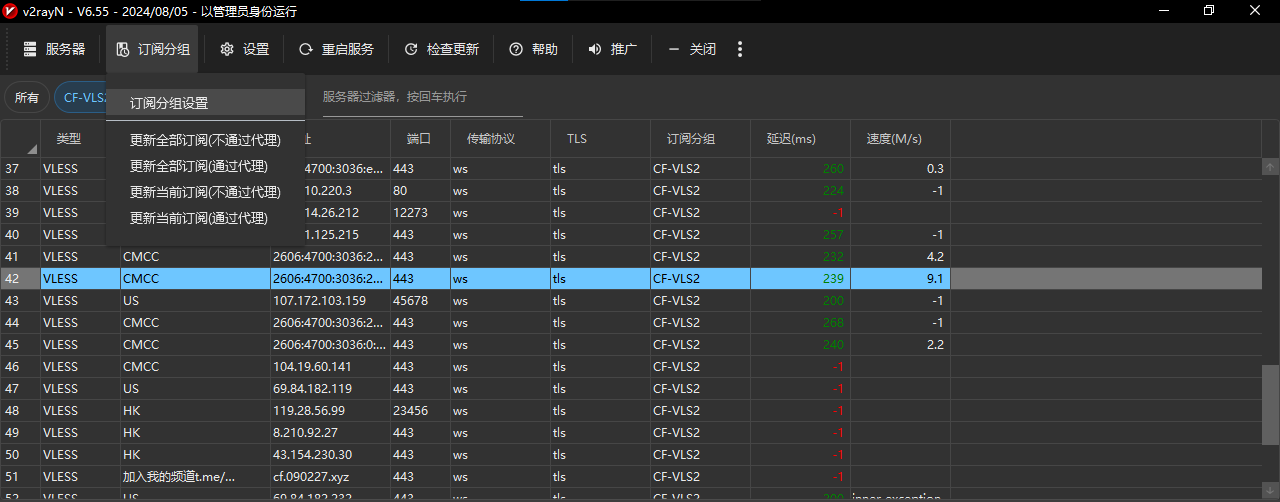 v2rayN - V6.55 - 2024/08/05 - 以管理员身份运行
服务器 订阅分组 设置 重启服务 检查更新 帮助 推广 关闭
所有 CF-VLS 服务器过滤器，按回车执行
订阅分组设置
更新全部订阅(不通过代理)
更新全部订阅(通过代理)
更新当前订阅(不通过代理)
更新当前订阅(通过代理)
类型 址 端口 传输协议 TLS 订阅分组 延迟(ms) 速度(M/s)
37 VLESS 4700:3036:e... 443 ws tls CF-VLS2 260 0.3
38 VLESS 10.220.3 80 ws tls CF-VLS2 224 -1
39 VLESS 14.26.212 12273 ws tls CF-VLS2 -1
40 VLESS 1.125.215 443 ws tls CF-VLS2 257 -1
41 VLESS CMCC 2606:4700:3036:2... 443 ws tls CF-VLS2 232 4.2
42 VLESS CMCC 2606:4700:3036:2... 443 ws tls CF-VLS2 239 9.1
43 VLESS US 107.172.103.159 45678 ws tls CF-VLS2 200 -1
44 VLESS CMCC 2606:4700:3036:2... 443 ws tls CF-VLS2 268 -1
45 VLESS CMCC 2606:4700:3036:0:... 443 ws tls CF-VLS2 240 2.2
46 VLESS CMCC 104.19.60.141 443 ws tls CF-VLS2 -1
47 VLESS US 69.84.182.119 443 ws tls CF-VLS2 -1
48 VLESS HK 119.28.56.99 23456 ws tls CF-VLS2 -1
49 VLESS HK 8.210.92.27 443 ws tls CF-VLS2 -1
50 VLESS HK 43.154.230.30 443 ws tls CF-VLS2 -1
51 VLESS 加入我的频道t.me/... cf.090227.xyz 443 ws tls CF-VLS2 -1
52 VLESS US 69.84.182.232 443 ws tls CF-VLS2 200 inner exception